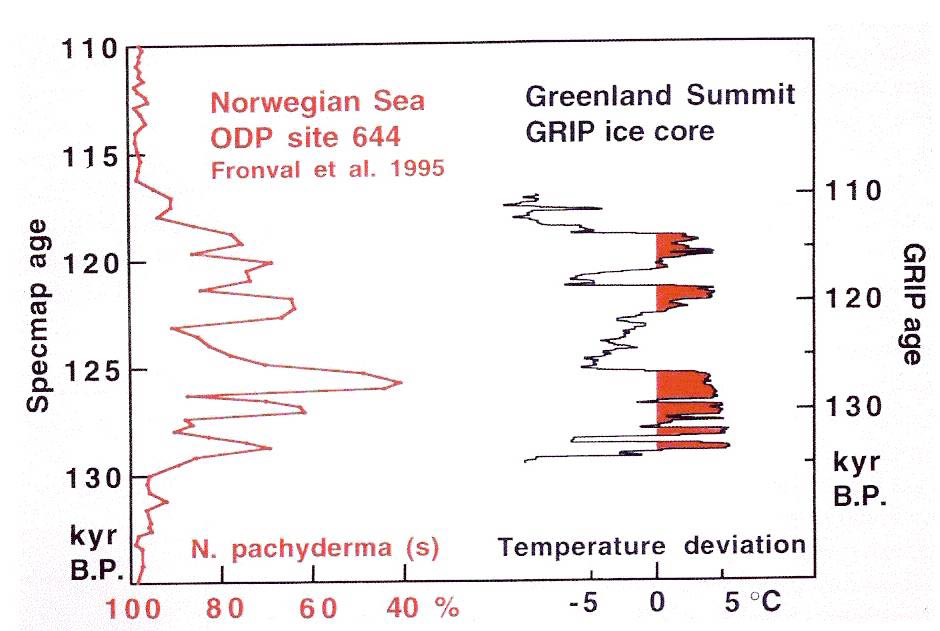 110
115
120
125
130
kyr
B.P.
Specmap age
Norwegian Sea
ODP site 644
Fronval et al. 1995
N. pachyderma (s)
100 80 60 40 %
Greenland Summit
GRIP ice core
Temperature deviation
-5 0 5 °C
110
120
130
kyr
B.P.
GRIP age